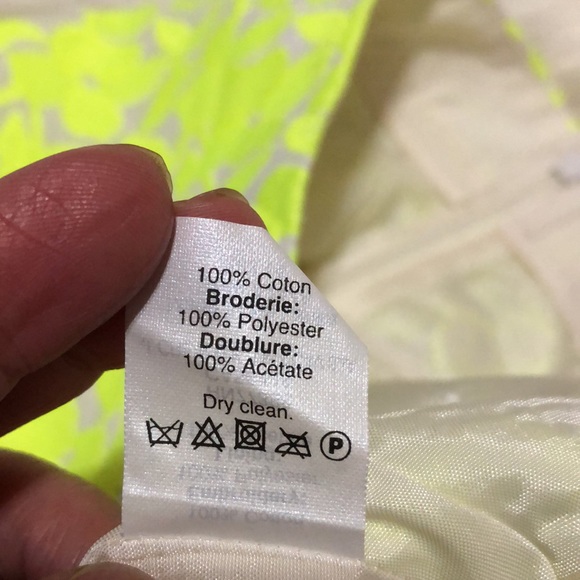 100% Coton
Broderie:
100% Polyester
Doublure:
100% Acétate
Dry clean.
P